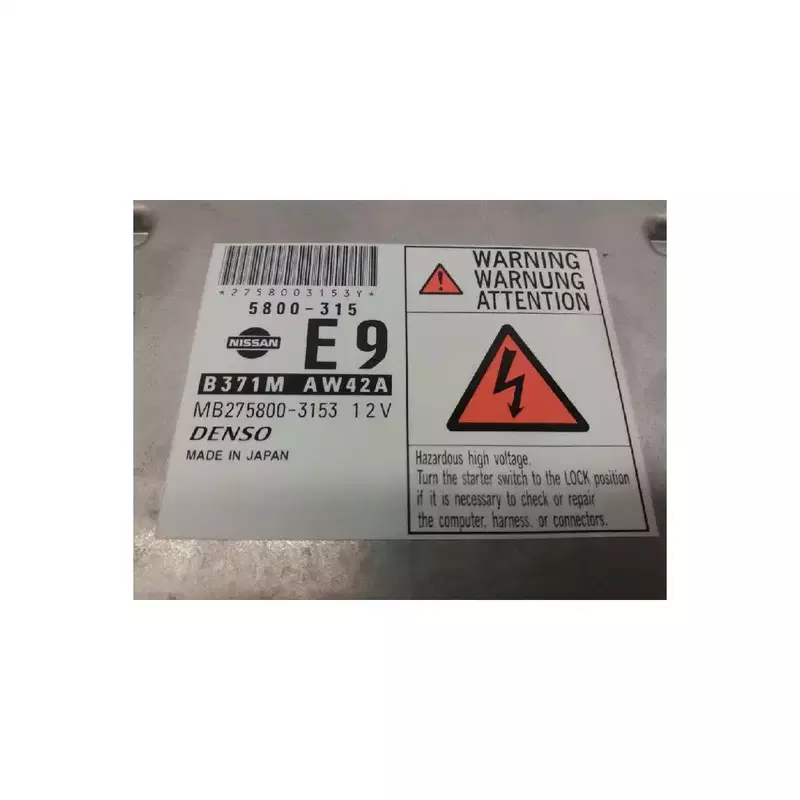 *2758003153Y*
5800-315
NISSAN
E9
B371M AW42A
MB275800-3153 12V
DENSO
MADE IN JAPAN
WARNING
WARNUNG
ATTENTION
Hazardous high voltage.
Turn the starter switch to the LOCK position
if it is necessary to check or repair
the computer, harness, or connectors.